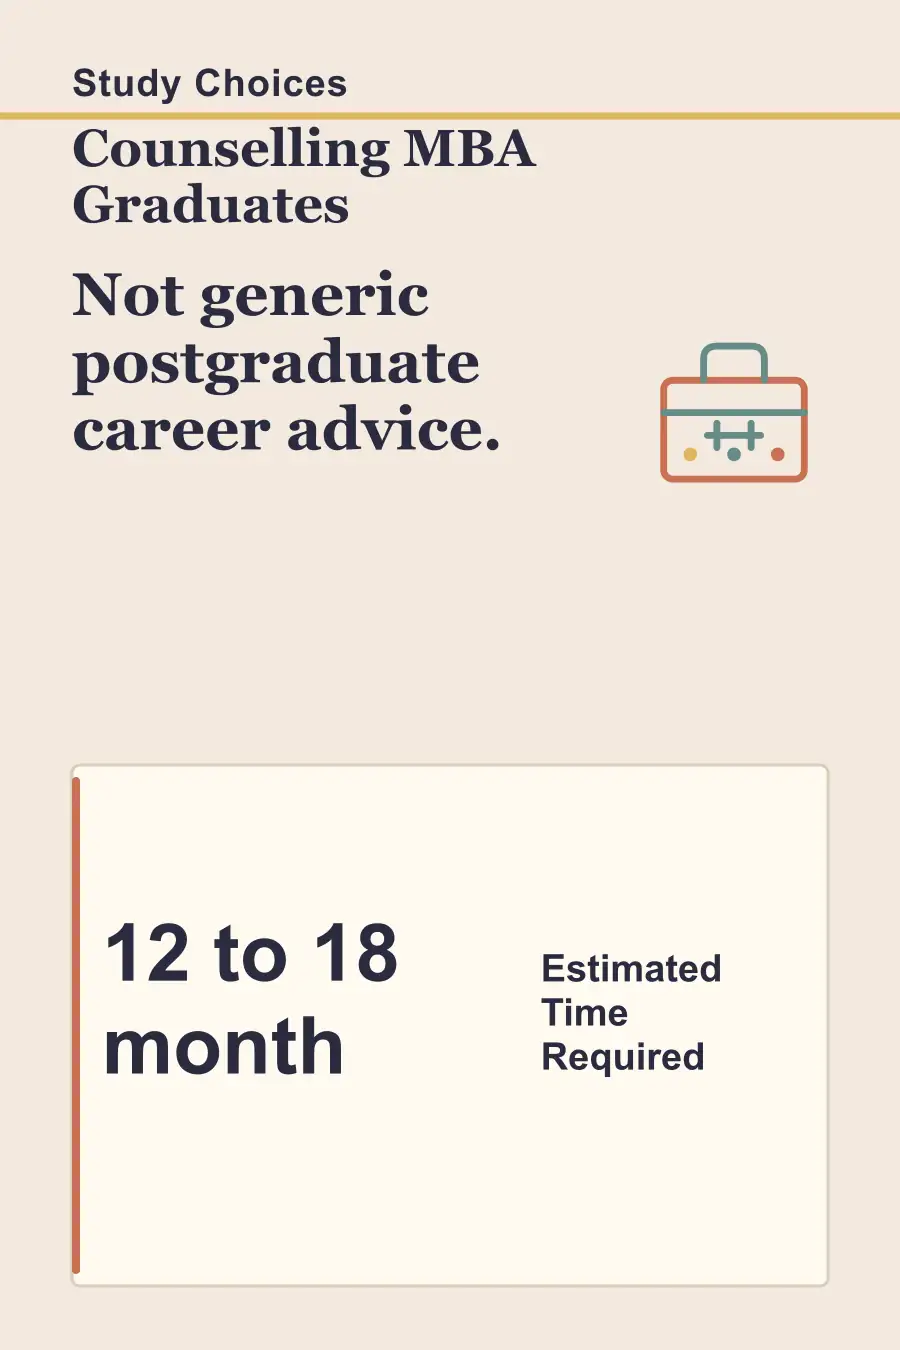 Study Choices
Counselling MBA
Graduates
Not generic
postgraduate
career advice.
12 to 18
month
Estimated
Time
Required